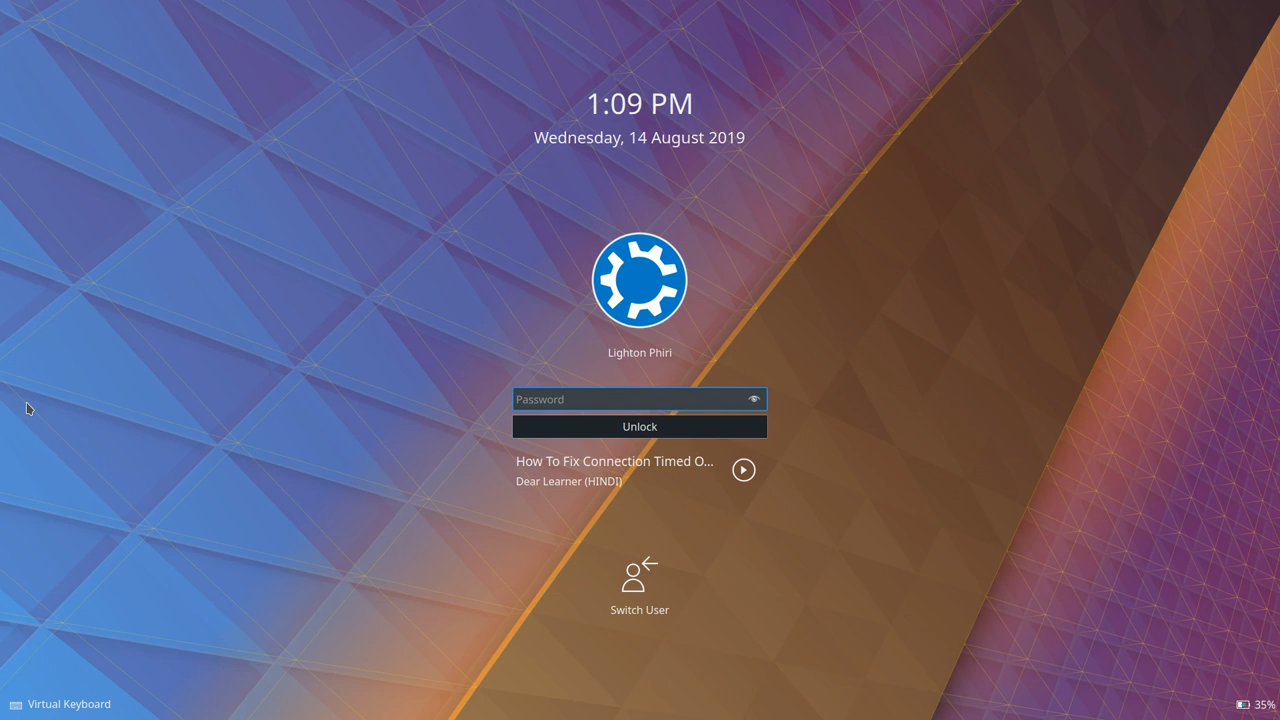 1:09 PM
Wednesday, 14 August 2019
Lighton Phiri
Password
Unlock
How To Fix Connection Timed O...
Dear Learner (HINDI)
Switch User
Virtual Keyboard
35%